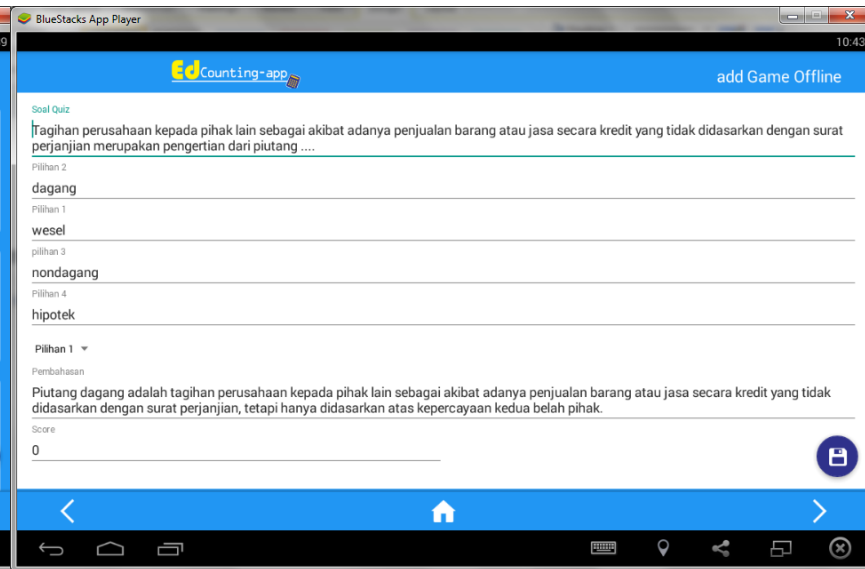 BlueStacks App Player
9
10:43
EdCounting-app
add Game Offline
Soal Quiz
Tagihan perusahaan kepada pihak lain sebagai akibat adanya penjualan barang atau jasa secara kredit yang tidak didasarkan dengan surat
perjanjian merupakan pengertian dari piutang ....
Pilihan 2
dagang
Pilihan 1
wesel
pilihan 3
nondagang
Pilihan 4
hipotek
Pilihan 1
Pembahasan
Piutang dagang adalah tagihan perusahaan kepada pihak lain sebagai akibat adanya penjualan barang atau jasa secara kredit yang tidak
didasarkan dengan surat perjanjian, tetapi hanya didasarkan atas kepercayaan kedua belah pihak.
Score
0